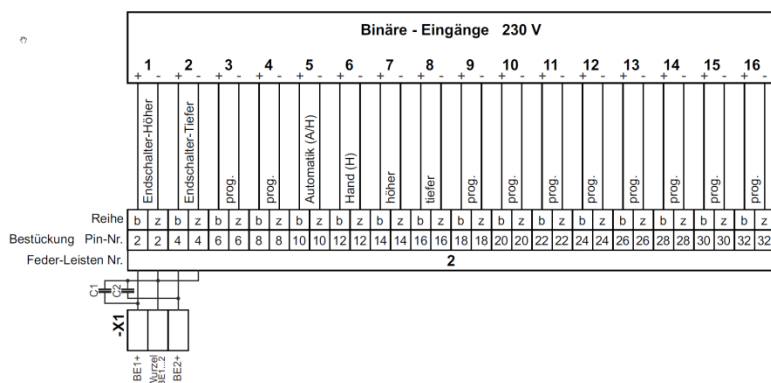 Binäre - Eingänge 230 V
1 2 3 4 5 6 7 8 9 10 11 12 13 14 15 16
+ - + - + - + - + - + - + - + - + - + - + - + - + - + - + - + -
Endschalter-Höher
Endschalter-Tiefer
prog.
prog.
Automatik (A/H)
Hand (H)
höher
tiefer
prog.
prog.
prog.
prog.
prog.
prog.
prog.
prog.
Reihe b z b z b z b z b z b z b z b z b z b z b z b z b z b z b z b z
Bestückung Pin-Nr. 2 2 4 4 6 6 8 8 10 10 12 12 14 14 16 16 18 18 20 20 22 22 24 24 26 26 28 28 30 30 32 32
Feder-Leisten Nr. 2
C1
C2
-X1
BE1+
Wurzel
BE1...2
BE2+